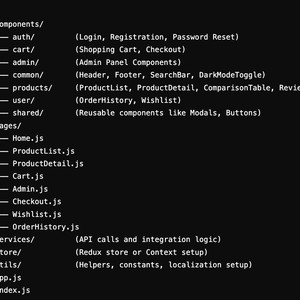 omponents/
— auth/ (Login, Registration, Password Reset)
— cart/ (Shopping Cart, Checkout)
— admin/ (Admin Panel Components)
— common/ (Header, Footer, SearchBar, DarkModeToggle)
— products/ (ProductList, ProductDetail, ComparisonTable, Revie
— user/ (OrderHistory, Wishlist)
— shared/ (Reusable components like Modals, Buttons)
ages/
— Home.js
— ProductList.js
— ProductDetail.js
— Cart.js
— Admin.js
— Checkout.js
— Wishlist.js
— OrderHistory.js
ervices/ (API calls and integration logic)
tore/ (Redux store or Context setup)
tils/ (Helpers, constants, localization setup)
pp.js
ndex.js